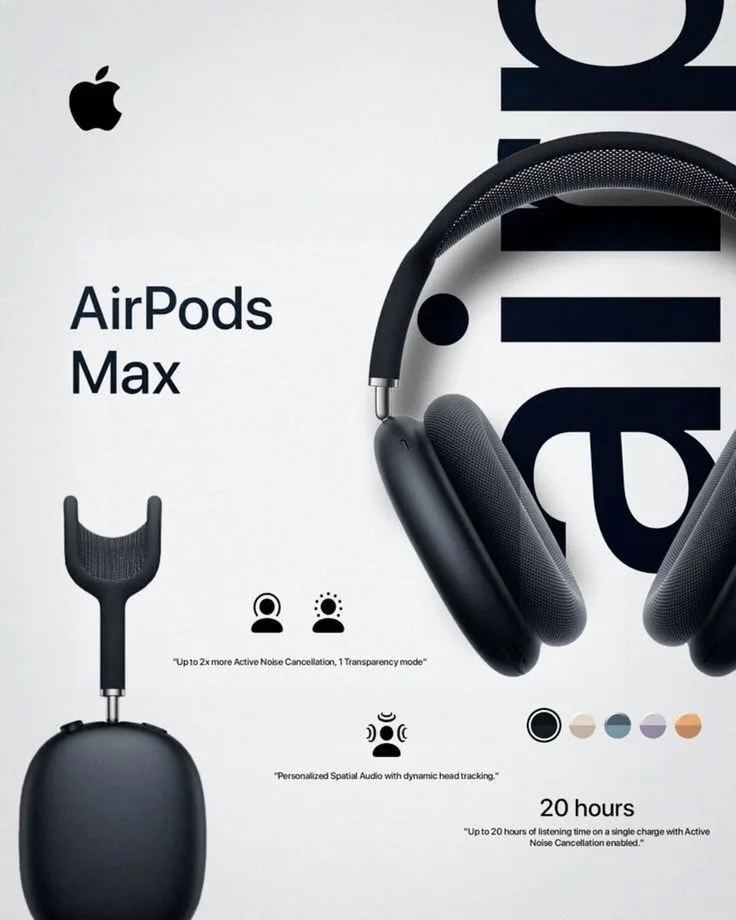 airp
AirPods
Max
"Up to 2x more Active Noise Cancellation, 1 Transparency mode"
"Personalized Spatial Audio with dynamic head tracking."
20 hours
"Up to 20 hours of listening time on a single charge with Active
Noise Cancellation enabled."